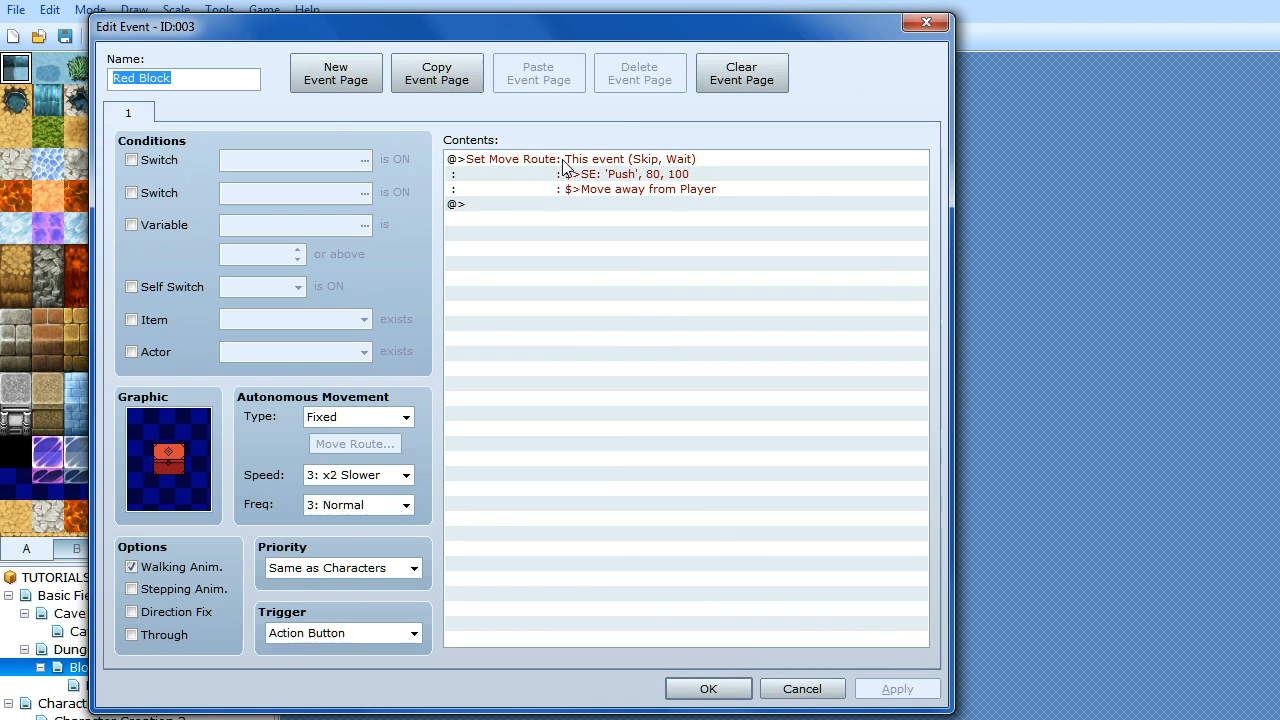 File Edit Mode Draw Scale Tools Game Help
Edit Event - ID:003
Name:
Red Block
New Event Page
Copy Event Page
Paste Event Page
Delete Event Page
Clear Event Page
1
Conditions
Switch ... is ON
Switch ... is ON
Variable ... is
or above
Self Switch is ON
Item exists
Actor exists
Graphic
Autonomous Movement
Type: Fixed
Move Route...
Speed: 3: x2 Slower
Freq: 3: Normal
Options
Walking Anim.
Stepping Anim.
Direction Fix
Through
Priority
Same as Characters
Trigger
Action Button
Contents:
@>Set Move Route: This event (Skip, Wait)
: : >SE: 'Push', 80, 100
: : $>Move away from Player
@>
OK Cancel Apply
A B
TUTORIALS
Basic Fie
Cave
Ca
Dung
Blo
Charact
Character Creation 2